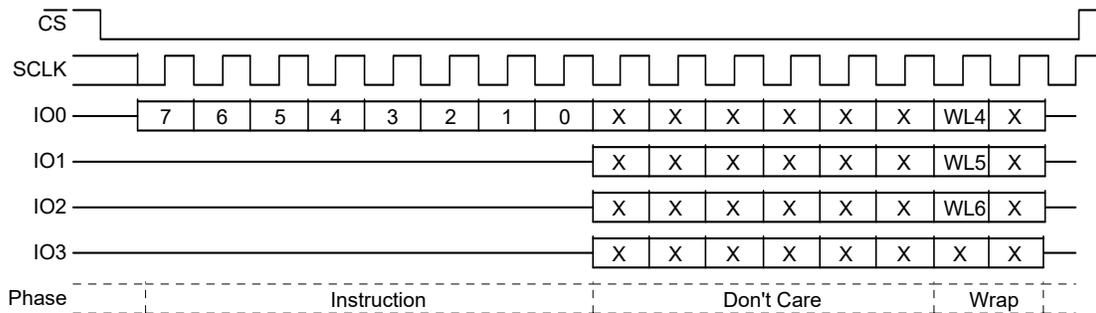 CS
SCLK
IO0 7 6 5 4 3 2 1 0 X X X X X X WL4 X
IO1 X X X X X X WL5 X
IO2 X X X X X X WL6 X
IO3 X X X X X X X X
Phase Instruction Don't Care Wrap